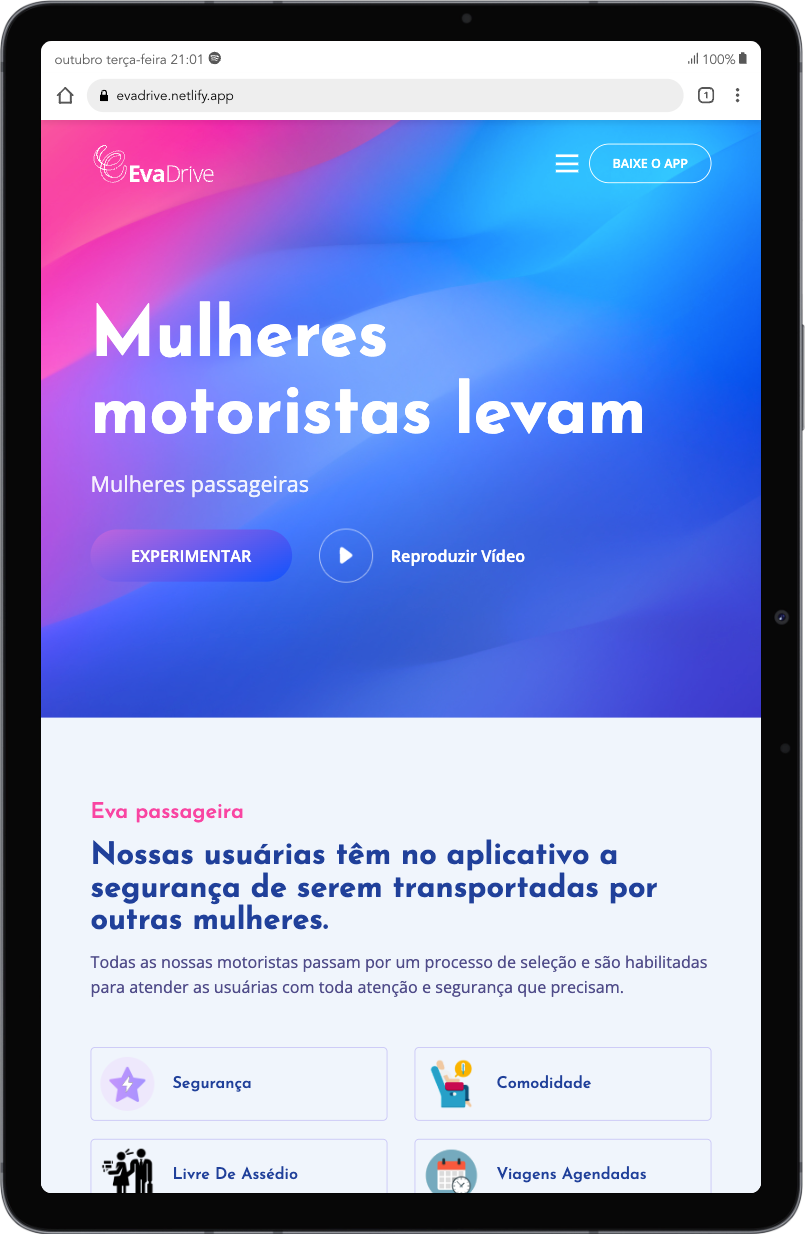 outubro terça-feira 21:01
100%
evadrive.netlify.app
1
EvaDrive
BAIXE O APP
Mulheres
motoristas levam
Mulheres passageiras
EXPERIMENTAR
Reproduzir Vídeo
Eva passageira
Nossas usuárias têm no aplicativo a
segurança de serem transportadas por
outras mulheres.
Todas as nossas motoristas passam por um processo de seleção e são habilitadas
para atender as usuárias com toda atenção e segurança que precisam.
Segurança
Comodidade
Livre De Assédio
Viagens Agendadas